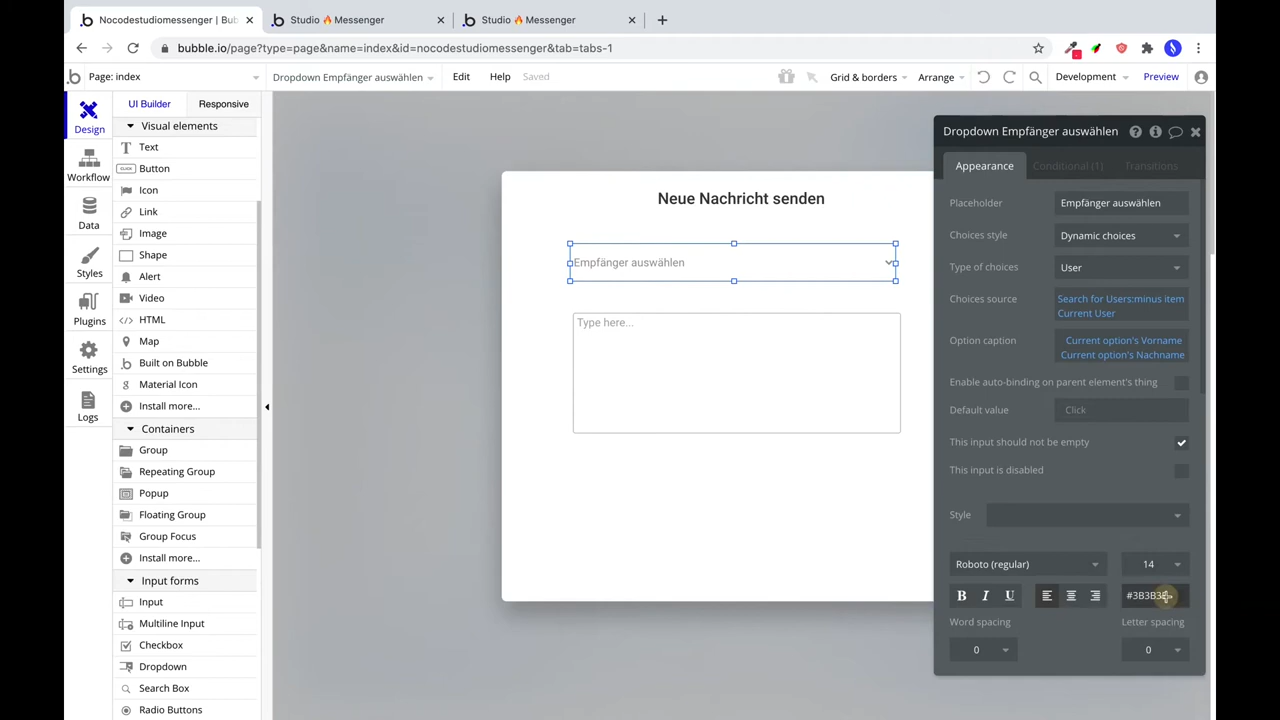 Nocodestudiomessenger | Bub
Studio 🔥 Messenger
Studio 🔥 Messenger
bubble.io/page?type=page&name=index&id=nocodestudiomessenger&tab=tabs-1
Page: index
Dropdown Empfänger auswählen
Edit
Help
Saved
Grid & borders
Arrange
Development
Preview
Design
Workflow
Data
Styles
Plugins
Settings
Logs
UI Builder
Responsive
Visual elements
Text
CLICK
Button
Icon
Link
Image
Shape
Alert
Video
HTML
Map
Built on Bubble
Material Icon
Install more...
Containers
Group
Repeating Group
Popup
Floating Group
Group Focus
Install more...
Input forms
Input
Multiline Input
Checkbox
Dropdown
Search Box
Radio Buttons
Neue Nachricht senden
Empfänger auswählen
Type here...
Dropdown Empfänger auswählen
Appearance
Conditional (1)
Transitions
Placeholder
Empfänger auswählen
Choices style
Dynamic choices
Type of choices
User
Choices source
Search for Users:minus item
Current User
Option caption
Current option's Vorname
Current option's Nachname
Enable auto-binding on parent element's thing
Default value
Click
This input should not be empty
This input is disabled
Style
Roboto (regular)
14
B I U
Word spacing
Letter spacing
0
0